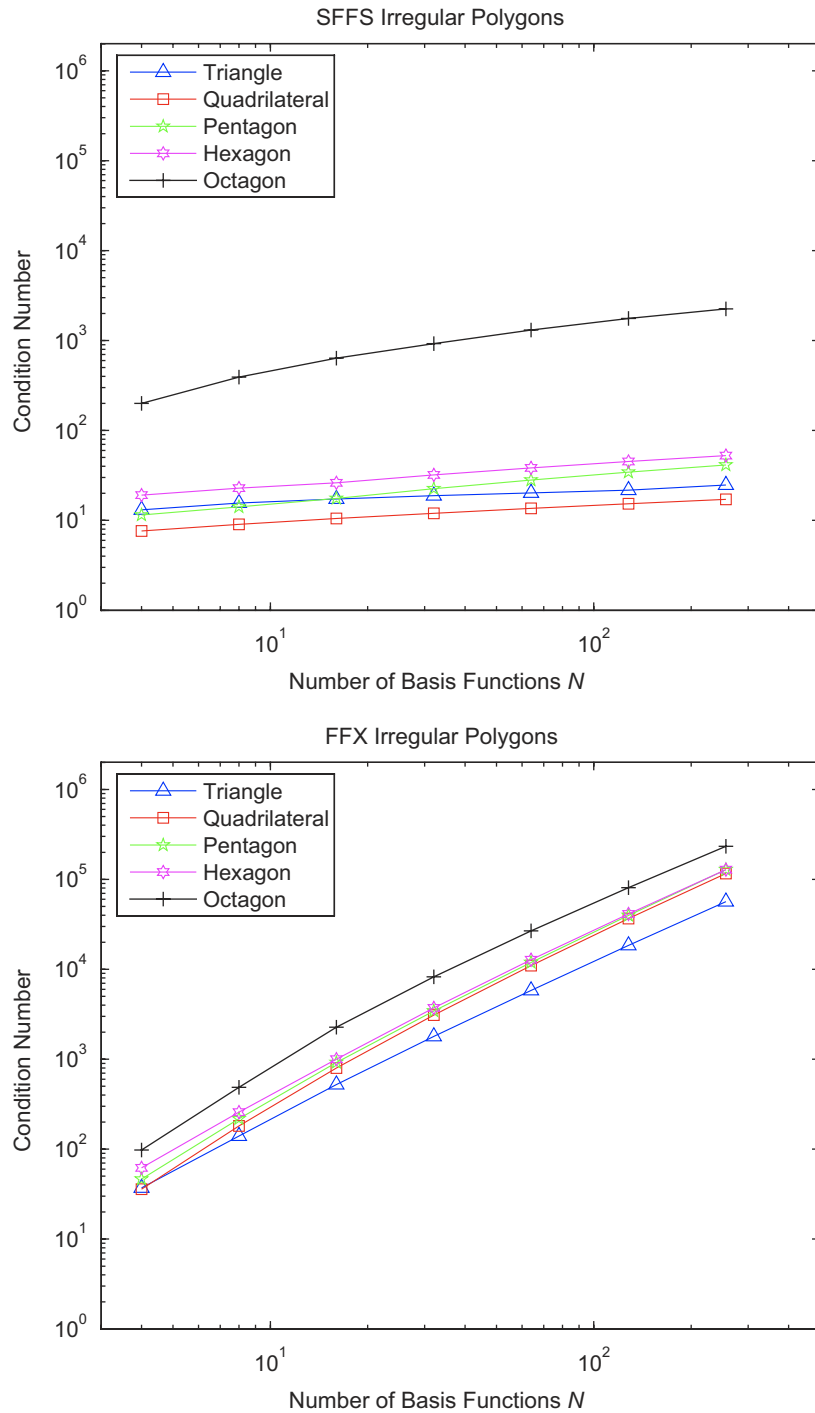 SFFS Irregular Polygons
10^6
10^5
10^4
10^3
10^2
10^1
10^0
Condition Number
Triangle
Quadrilateral
Pentagon
Hexagon
Octagon
10^1
10^2
Number of Basis Functions N
FFX Irregular Polygons
10^6
10^5
10^4
10^3
10^2
10^1
10^0
Condition Number
Triangle
Quadrilateral
Pentagon
Hexagon
Octagon
10^1
10^2
Number of Basis Functions N